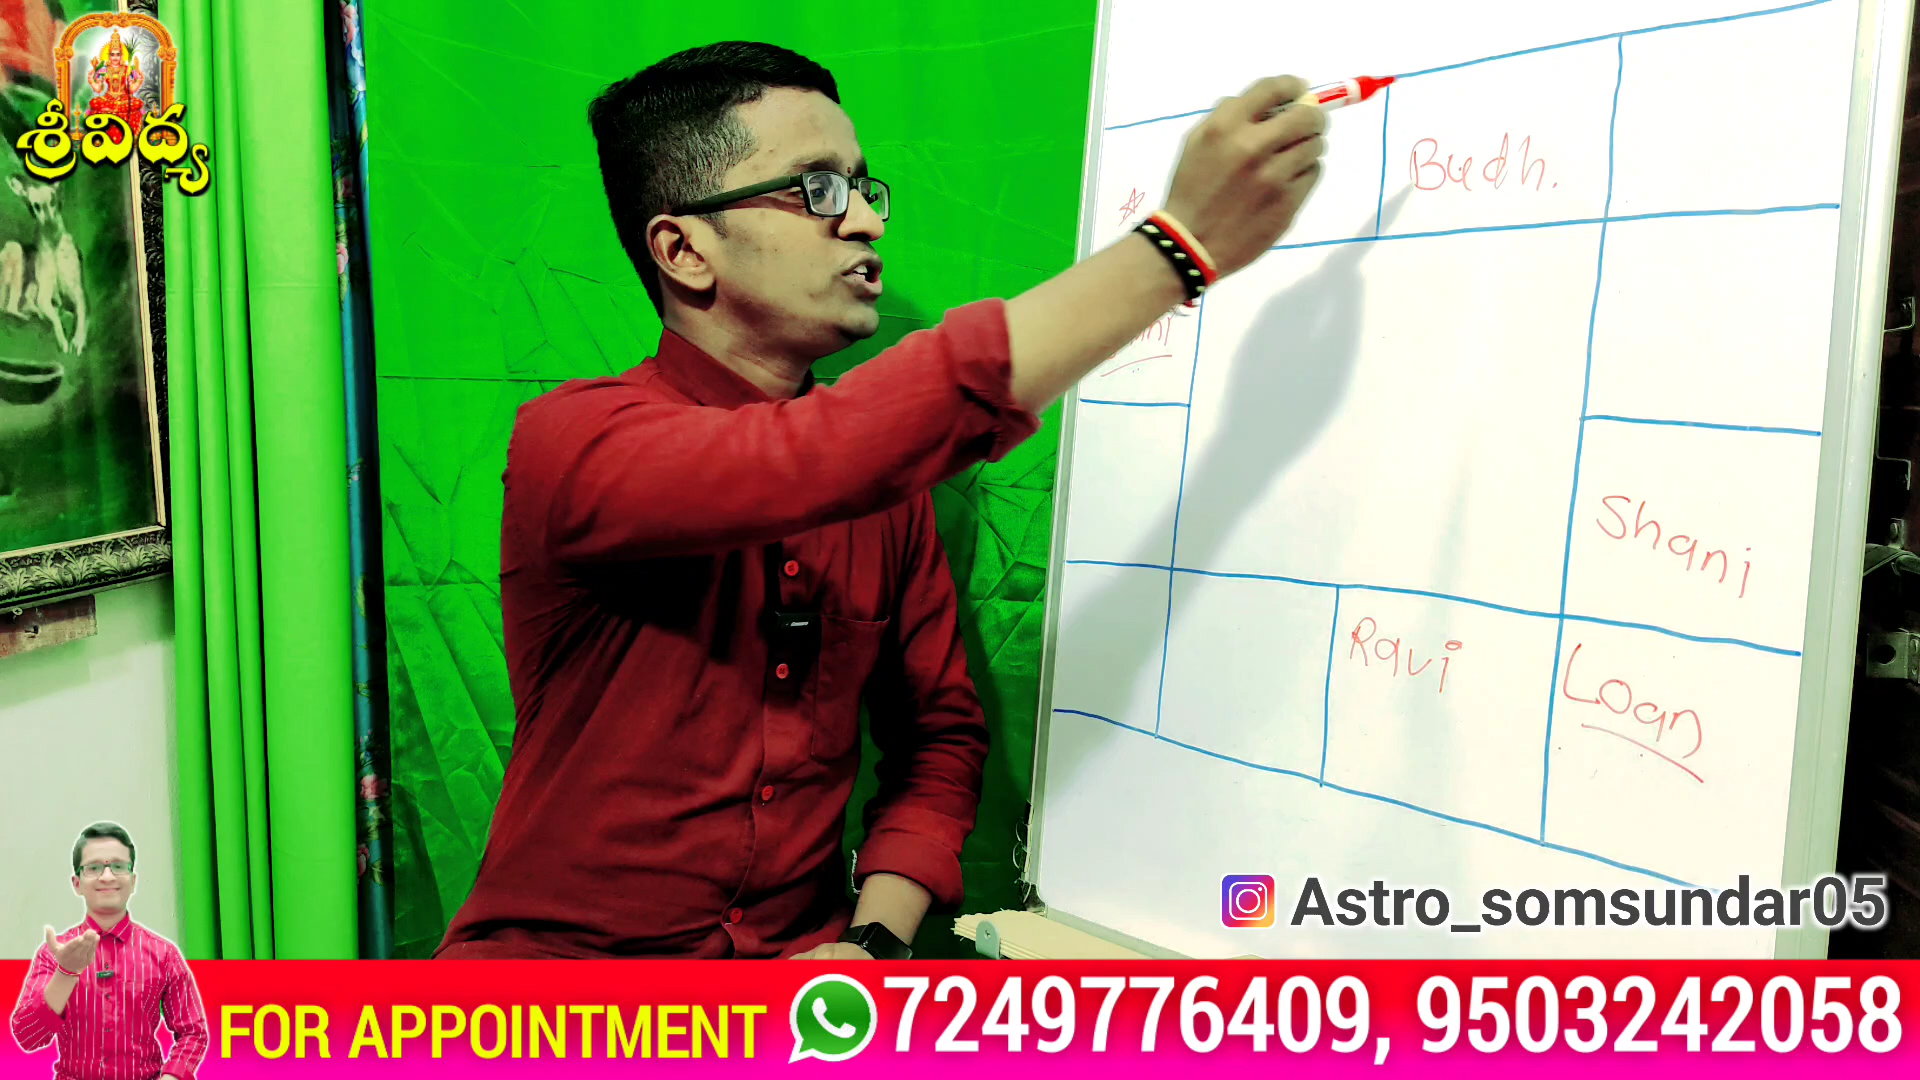 శ్రీవిద్య
Budh.
Shani
Ravi
Loan
Astro_somsundar05
FOR APPOINTMENT 7249776409, 9503242058